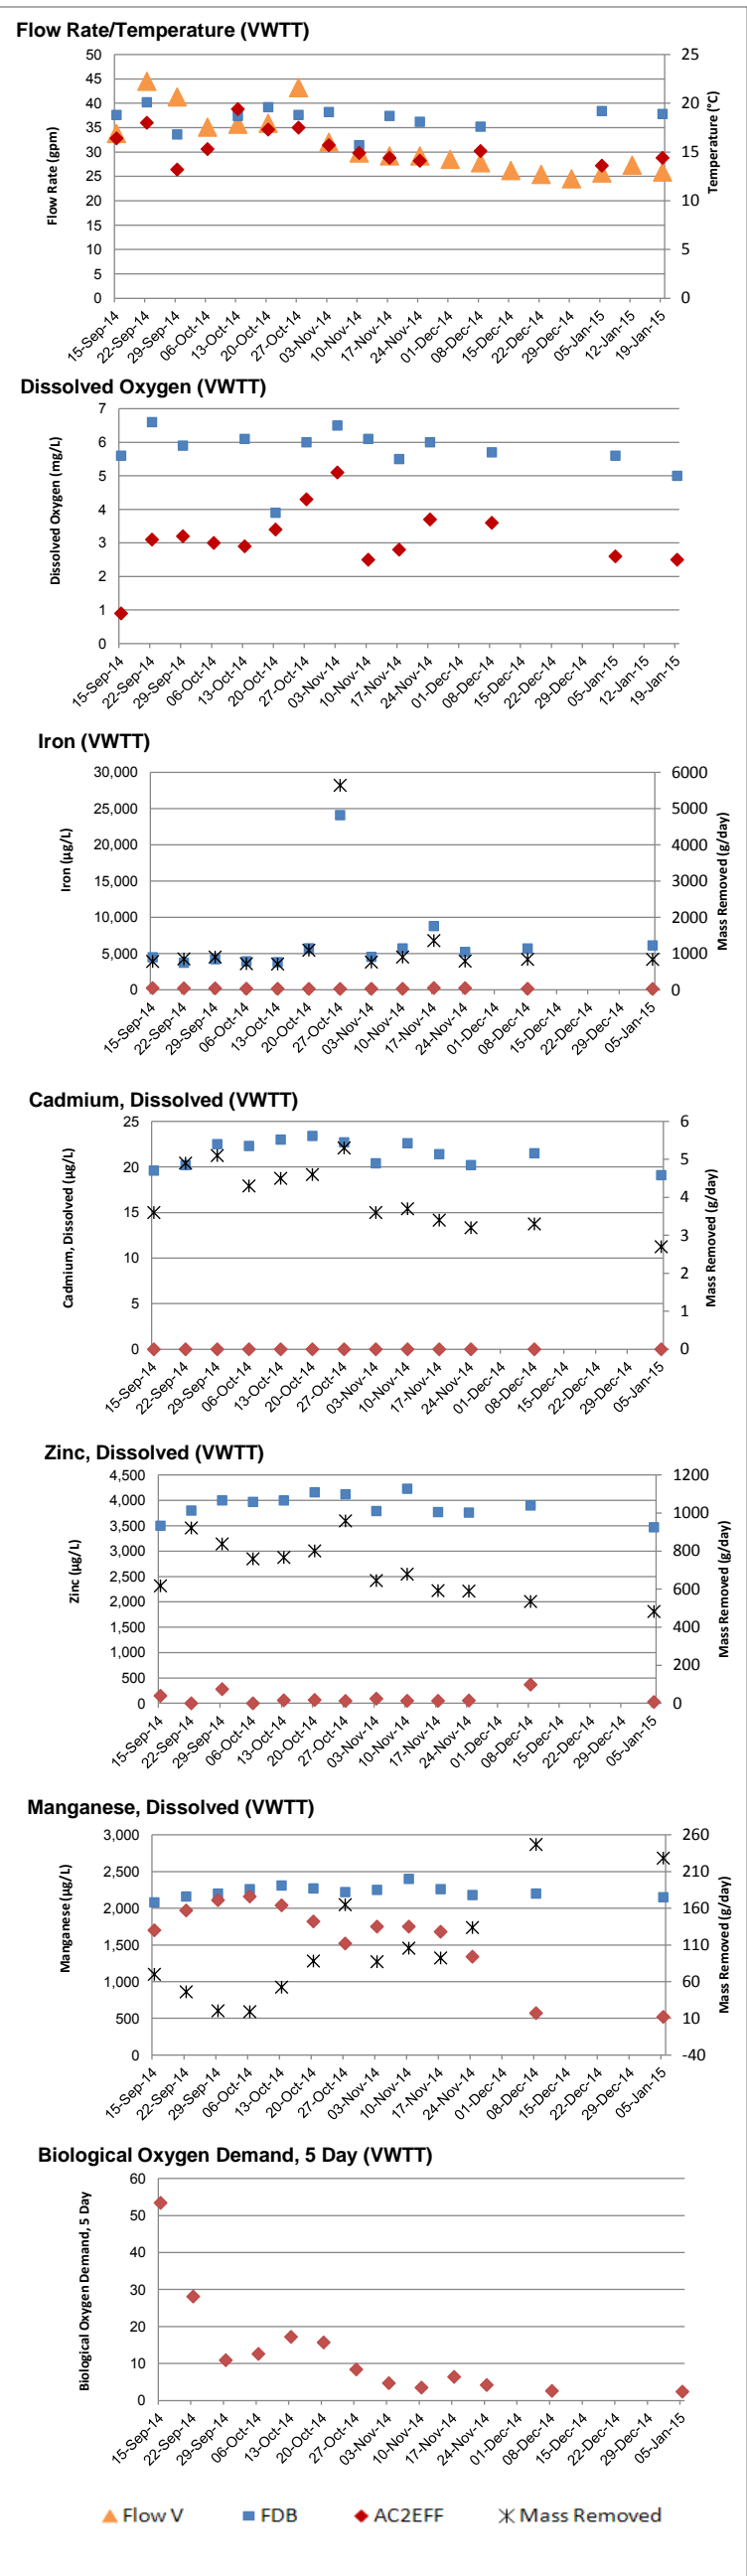 Flow Rate/Temperature (VWTT)
50
45
40
35
30
25
20
15
10
5
0
Flow Rate (gpm)
25
20
15
10
5
0
Temperature (°C)
15-Sep-14
22-Sep-14
29-Sep-14
06-Oct-14
13-Oct-14
20-Oct-14
27-Oct-14
03-Nov-14
10-Nov-14
17-Nov-14
24-Nov-14
01-Dec-14
08-Dec-14
15-Dec-14
22-Dec-14
29-Dec-14
05-Jan-15
12-Jan-15
19-Jan-15
Dissolved Oxygen (VWTT)
7
6
5
4
3
2
1
0
Dissolved Oxygen (mg/L)
15-Sep-14
22-Sep-14
29-Sep-14
06-Oct-14
13-Oct-14
20-Oct-14
27-Oct-14
03-Nov-14
10-Nov-14
17-Nov-14
24-Nov-14
01-Dec-14
08-Dec-14
15-Dec-14
22-Dec-14
29-Dec-14
05-Jan-15
12-Jan-15
19-Jan-15
Iron (VWTT)
30,000
25,000
20,000
15,000
10,000
5,000
0
Iron (µg/L)
6000
5000
4000
3000
2000
1000
0
Mass Removed (g/day)
15-Sep-14
22-Sep-14
29-Sep-14
06-Oct-14
13-Oct-14
20-Oct-14
27-Oct-14
03-Nov-14
10-Nov-14
17-Nov-14
24-Nov-14
01-Dec-14
08-Dec-14
15-Dec-14
22-Dec-14
29-Dec-14
05-Jan-15
Cadmium, Dissolved (VWTT)
25
20
15
10
5
0
Cadmium, Dissolved (µg/L)
6
5
4
3
2
1
0
Mass Removed (g/day)
15-Sep-14
22-Sep-14
29-Sep-14
06-Oct-14
13-Oct-14
20-Oct-14
27-Oct-14
03-Nov-14
10-Nov-14
17-Nov-14
24-Nov-14
01-Dec-14
08-Dec-14
15-Dec-14
22-Dec-14
29-Dec-14
05-Jan-15
Zinc, Dissolved (VWTT)
4,500
4,000
3,500
3,000
2,500
2,000
1,500
1,000
500
0
Zinc (µg/L)
1200
1000
800
600
400
200
0
Mass Removed (g/day)
15-Sep-14
22-Sep-14
29-Sep-14
06-Oct-14
13-Oct-14
20-Oct-14
27-Oct-14
03-Nov-14
10-Nov-14
17-Nov-14
24-Nov-14
01-Dec-14
08-Dec-14
15-Dec-14
22-Dec-14
29-Dec-14
05-Jan-15
Manganese, Dissolved (VWTT)
3,000
2,500
2,000
1,500
1,000
500
0
Manganese (µg/L)
260
210
160
110
60
10
-40
Mass Removed (g/day)
15-Sep-14
22-Sep-14
29-Sep-14
06-Oct-14
13-Oct-14
20-Oct-14
27-Oct-14
03-Nov-14
10-Nov-14
17-Nov-14
24-Nov-14
01-Dec-14
08-Dec-14
15-Dec-14
22-Dec-14
29-Dec-14
05-Jan-15
Biological Oxygen Demand, 5 Day (VWTT)
60
50
40
30
20
10
0
Biological Oxygen Demand, 5 Day
15-Sep-14
22-Sep-14
29-Sep-14
06-Oct-14
13-Oct-14
20-Oct-14
27-Oct-14
03-Nov-14
10-Nov-14
17-Nov-14
24-Nov-14
01-Dec-14
08-Dec-14
15-Dec-14
22-Dec-14
29-Dec-14
05-Jan-15
Flow V FDB AC2EFF Mass Removed